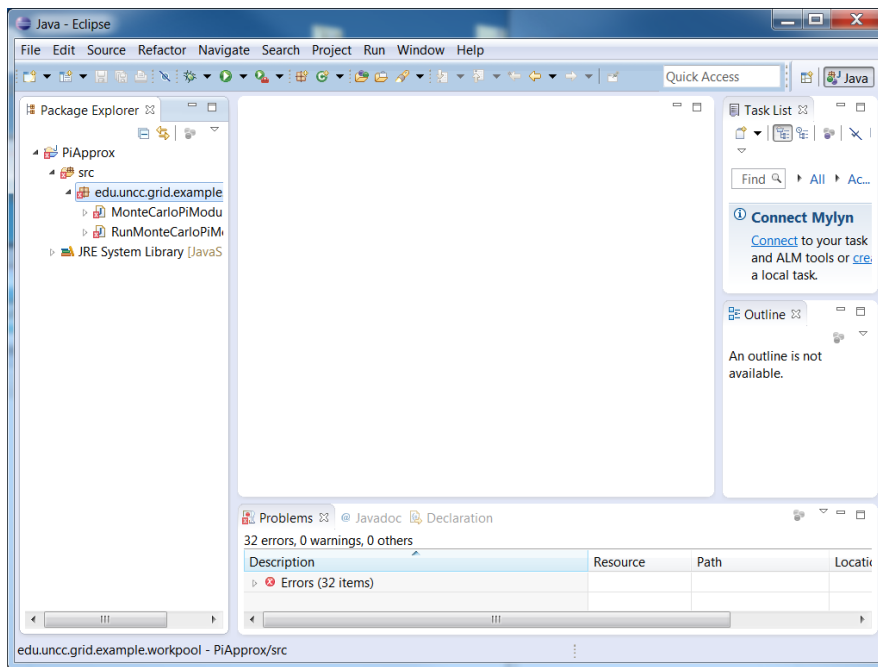 Java - Eclipse
File Edit Source Refactor Navigate Search Project Run Window Help
Quick Access
Java
Package Explorer
PiApprox
src
edu.uncc.grid.example
MonteCarloPiModu
RunMonteCarloPiM
JRE System Library [JavaS
Task List
Find
All
Ac...
Connect Mylyn
Connect to your task
and ALM tools or crea
a local task.
Outline
An outline is not
available.
Problems @ Javadoc Declaration
32 errors, 0 warnings, 0 others
Description Resource Path Locatio
Errors (32 items)
edu.uncc.grid.example.workpool - PiApprox/src